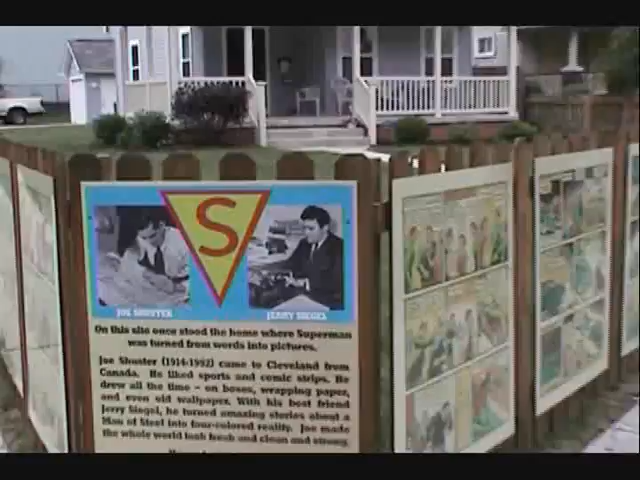 S
JOE SHUSTER
JERRY SIEGEL
On this site once stood the home where Superman
was turned from words into pictures.
Joe Shuster (1914-1992) came to Cleveland from
Canada. He liked sports and comic strips. He
drew all the time - on boxes, wrapping paper,
and even old wallpaper. With his best friend
Jerry Siegel, he turned amazing stories about a
Man of Steel into four-colored reality. Joe made
the whole world look fresh and clean and strong.